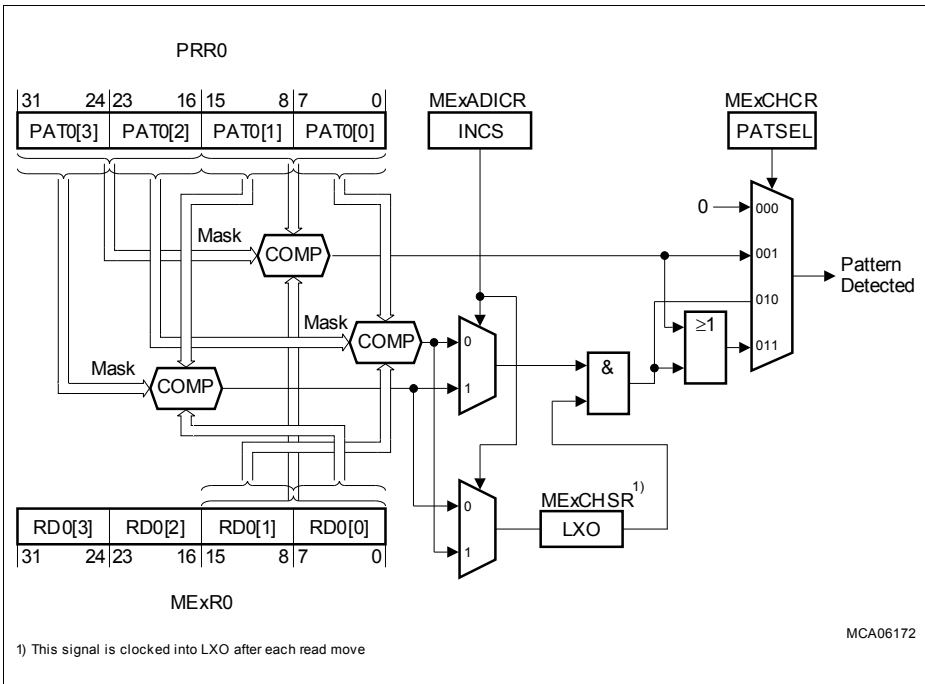 PRR0
31 24 23 16 15 8 7 0
PAT0[3] PAT0[2] PAT0[1] PAT0[0]
MExADICR
INCS
MExCHCR
PATSEL
0
000
Mask
COMP
001
Pattern
Detected
010
Mask
COMP
0
≥1
011
Mask
COMP
1
&
0
MExCHSR 1)
LXO
1
RD0[3] RD0[2] RD0[1] RD0[0]
31 24 23 16 15 8 7 0
MExR0
MCA06172
1) This signal is clocked into LXO after each read move